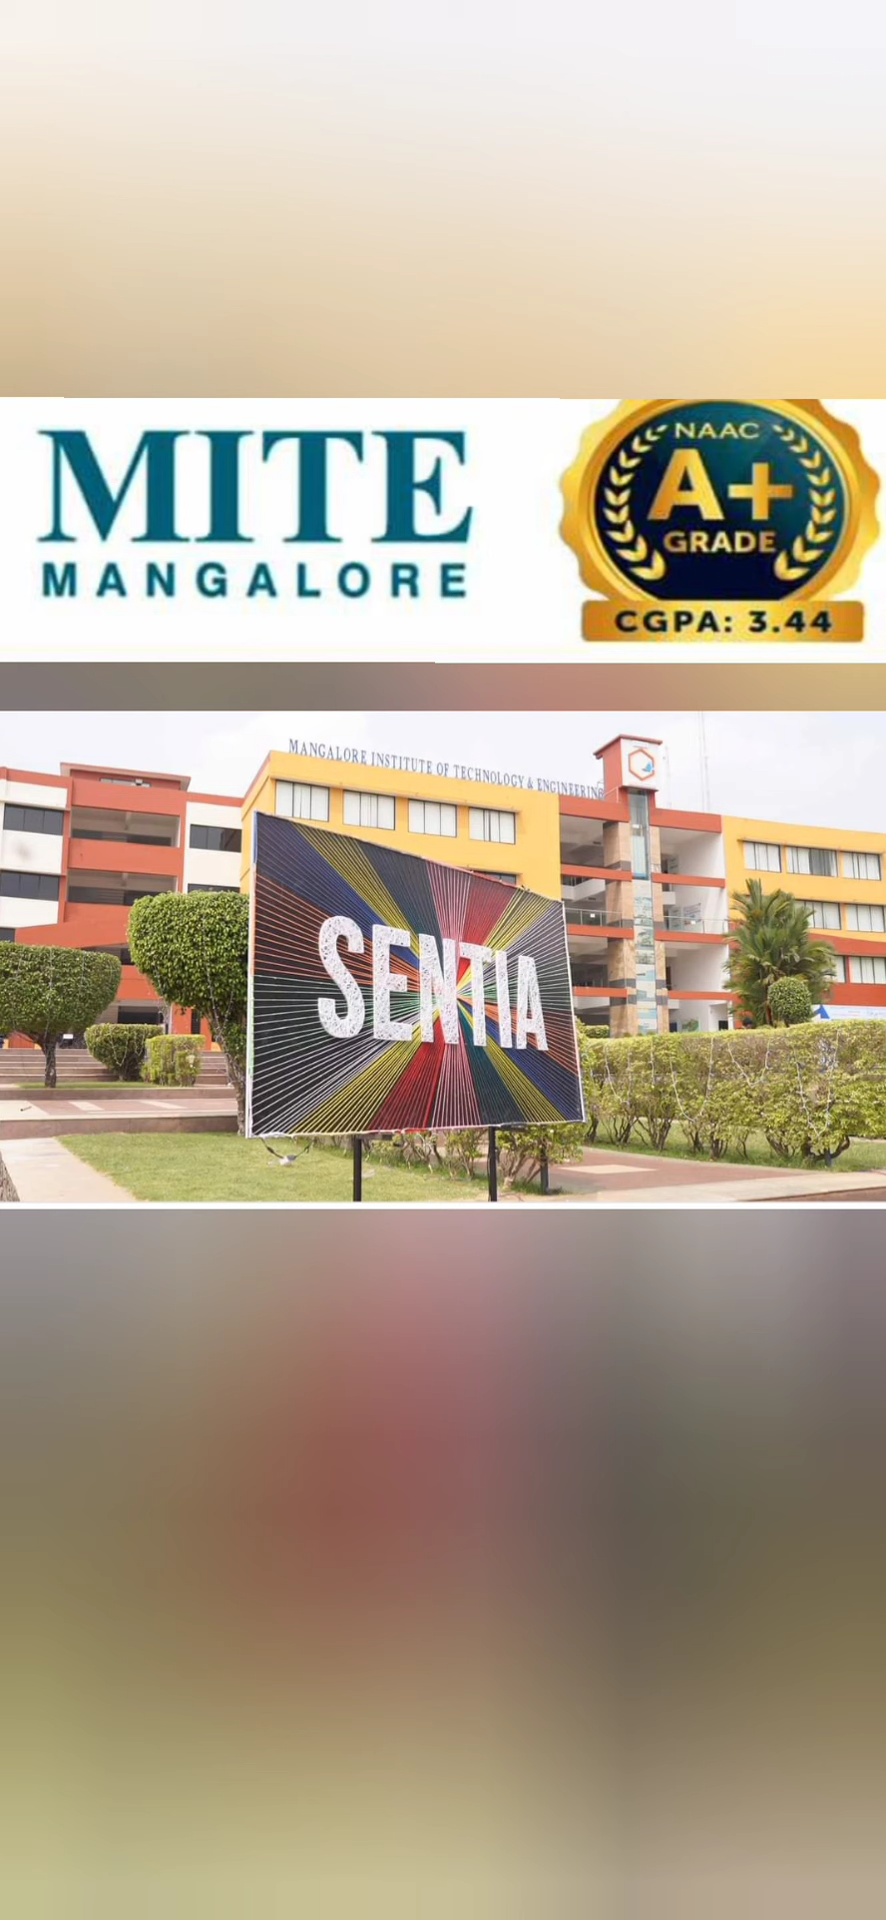 MITE
MANGALORE
NAAC
A+
GRADE
CGPA: 3.44
MANGALORE INSTITUTE OF TECHNOLOGY & ENGINEERING
SENTIA